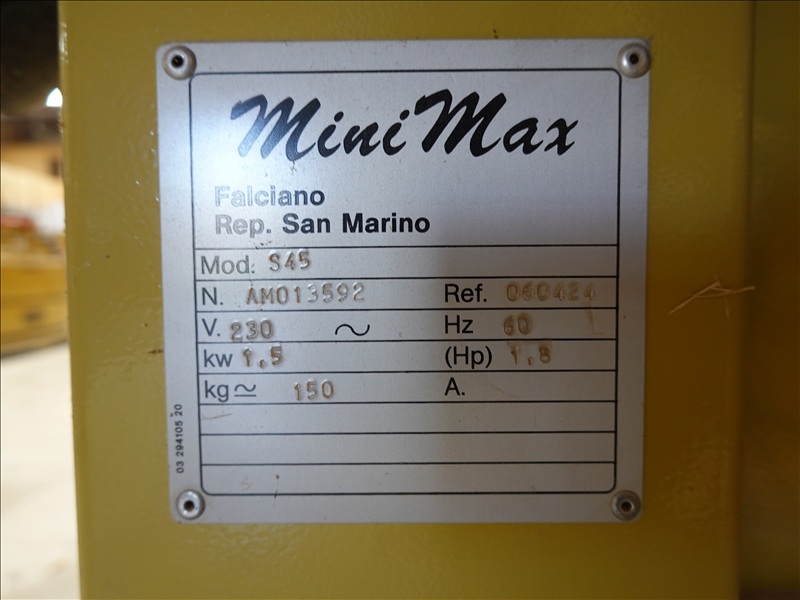 MiniMax
Falciano
Rep. San Marino
Mod. S45
N. AM013592 Ref. 060424
V. 230 ~ Hz 60
kw 1,5 (Hp) 1,8
kg ≃ 150 A.
03 294105 20